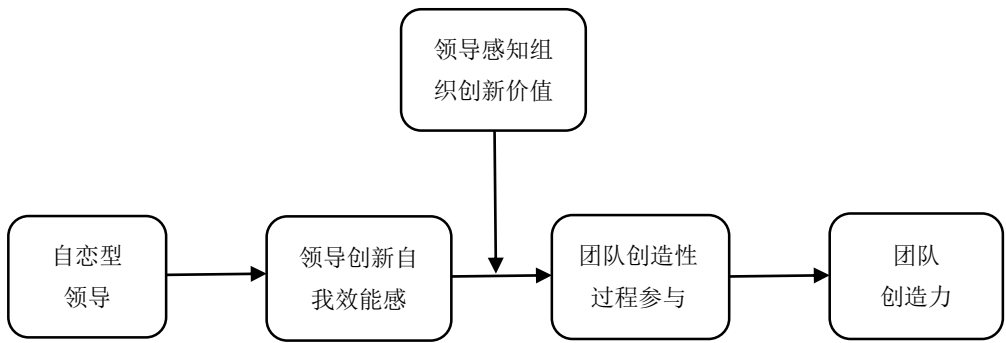 领导感知组
织创新价值
自恋型
领导
领导创新自
我效能感
团队创造性
过程参与
团队
创造力